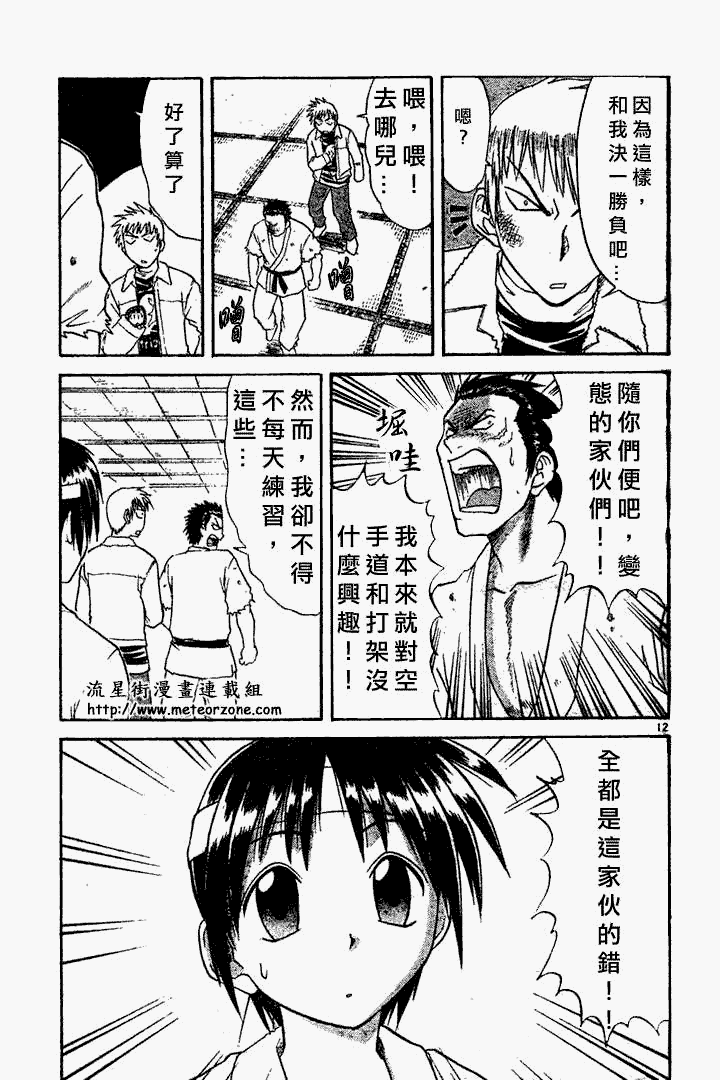 因為這樣，
和我決一勝負吧…
嗯？
喂，喂！
去哪兒…
噌
噌
好了算了
隨你們便吧，變
態的家伙們！！
堀哇
我本來就對空
手道和打架沒
什麼興趣！！
然而，我卻不得
不每天練習，
這些…
流星街漫畫連載組
http://www.meteorzone.com/
12
全都是這家伙的錯！！